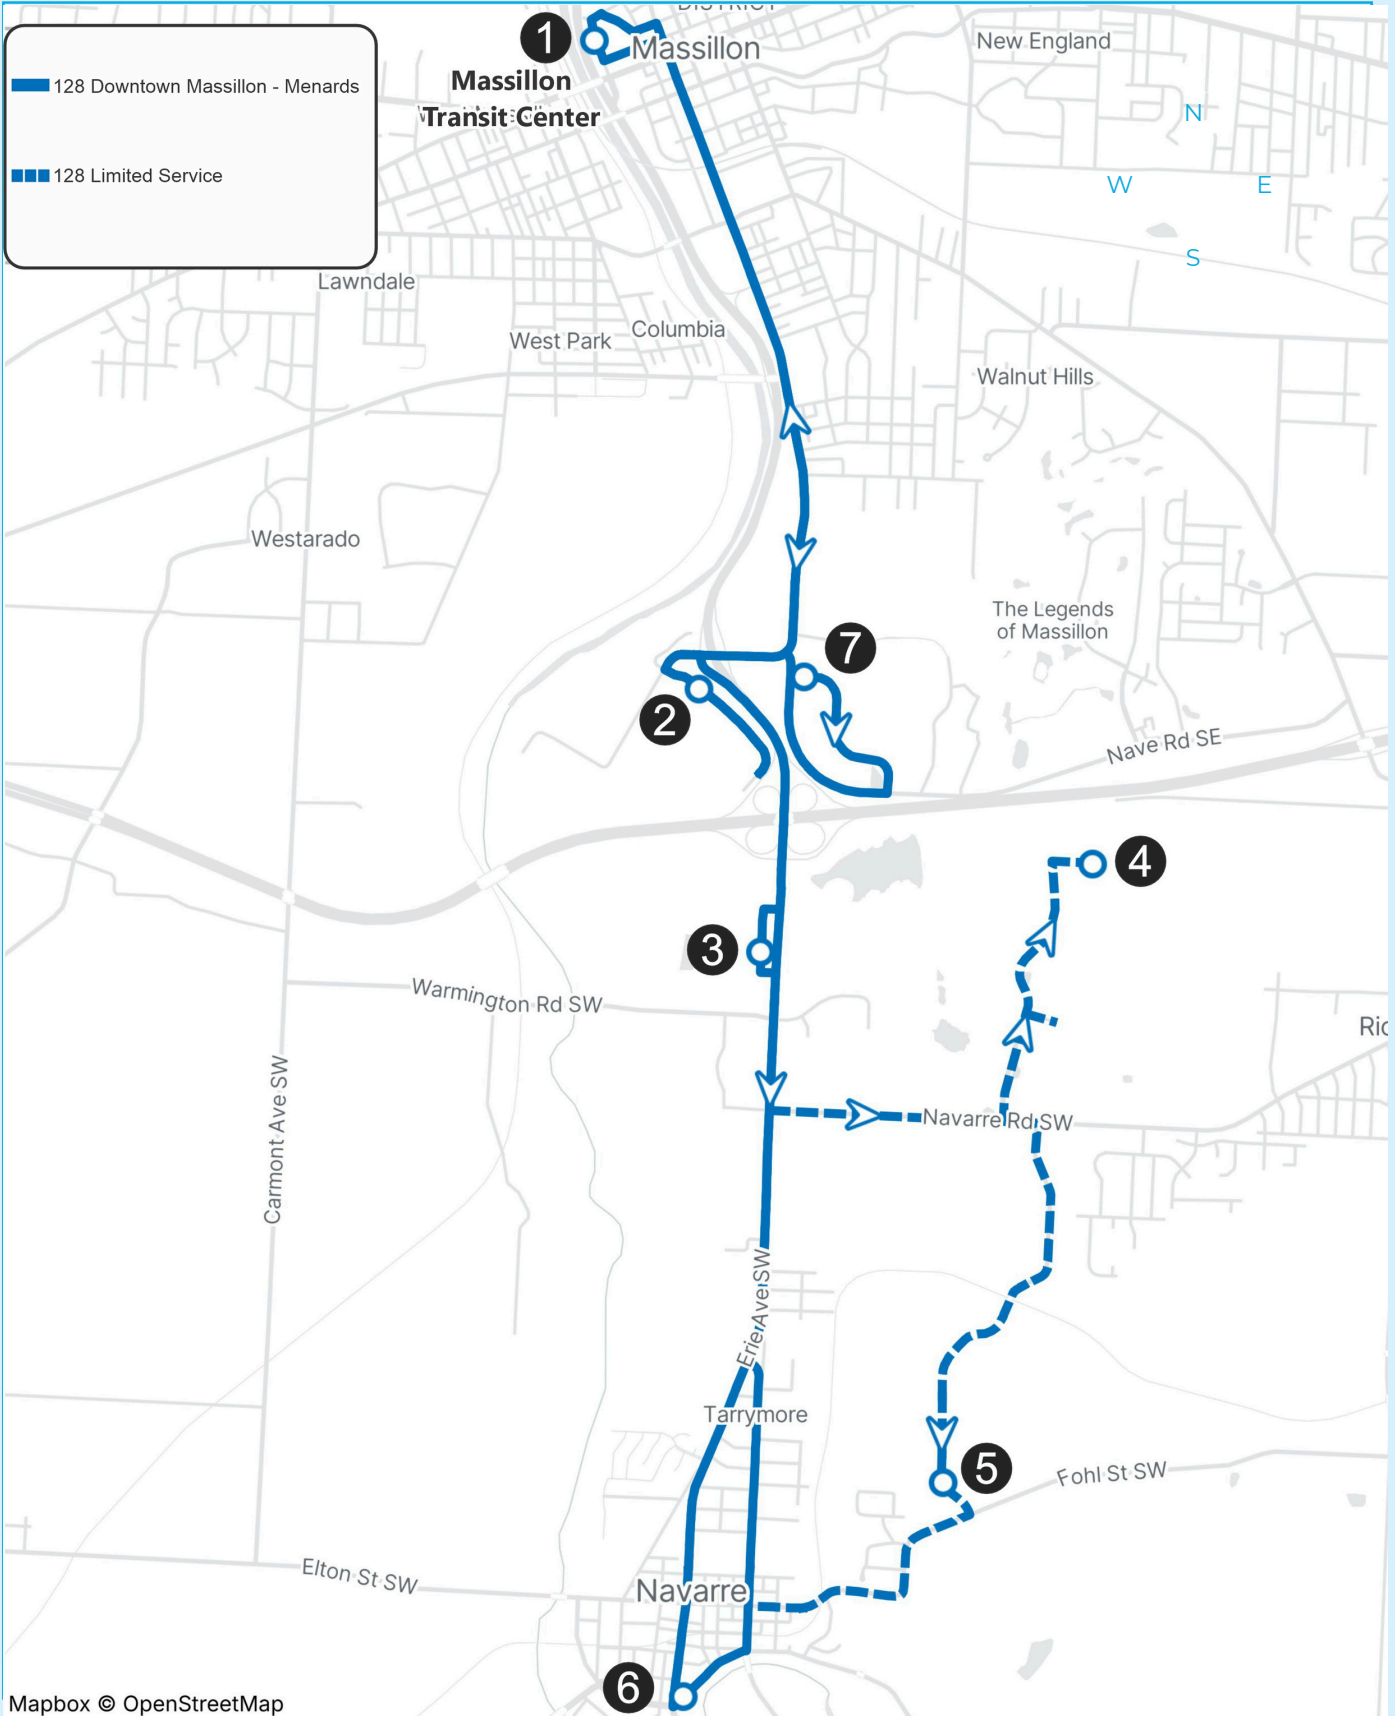 DISTRICT
1
Massillon
New England
128 Downtown Massillon - Menards
Massillon
Transit Center
N
128 Limited Service
W
E
S
Lawndale
West Park
Columbia
Walnut Hills
Westarado
The Legends
of Massillon
7
2
Nave Rd SE
4
3
Warmington Rd SW
Ric
Navarre Rd SW
Carmont Ave SW
Erie Ave SW
Tarrymore
5
Fohl St SW
Elton St SW
Navarre
6
Mapbox © OpenStreetMap